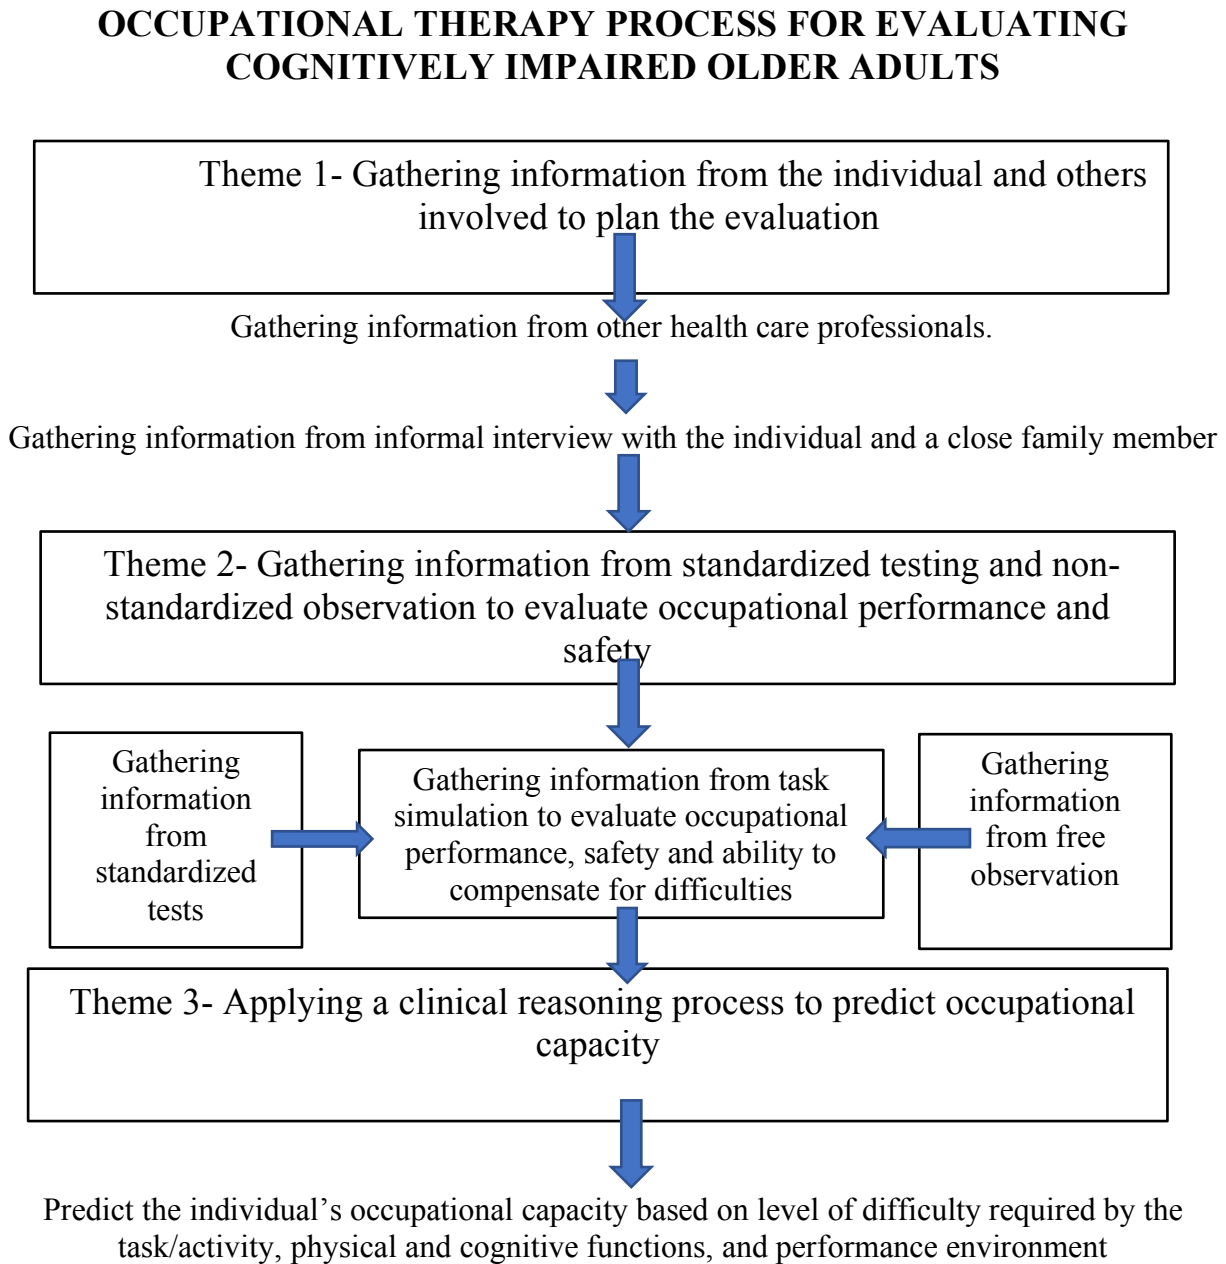 OCCUPATIONAL THERAPY PROCESS FOR EVALUATING
COGNITIVELY IMPAIRED OLDER ADULTS
Theme 1- Gathering information from the individual and others
involved to plan the evaluation
Gathering information from other health care professionals.
Gathering information from informal interview with the individual and a close family member
Theme 2- Gathering information from standardized testing and non-
standardized observation to evaluate occupational performance and
safety
Gathering
information
from
standardized
tests
Gathering information from task
simulation to evaluate occupational
performance, safety and ability to
compensate for difficulties
Gathering
information
from free
observation
Theme 3- Applying a clinical reasoning process to predict occupational
capacity
Predict the individual’s occupational capacity based on level of difficulty required by the
task/activity, physical and cognitive functions, and performance environment